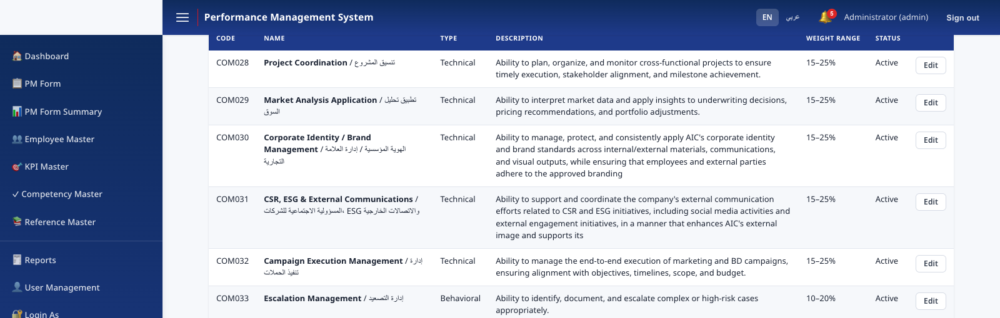 Performance Management System
EN
عربي
5
Administrator (admin)
Sign out
Dashboard
PM Form
PM Form Summary
Employee Master
KPI Master
Competency Master
Reference Master
Reports
User Management
Login As
CODE NAME TYPE DESCRIPTION WEIGHT RANGE STATUS
COM028 Project Coordination / تنسيق المشروع Technical Ability to plan, organize, and monitor cross-functional projects to ensure 15–25% Active Edit
timely execution, stakeholder alignment, and milestone achievement.
COM029 Market Analysis Application / تطبيق تحليل Technical Ability to interpret market data and apply insights to underwriting decisions, 15–25% Active Edit
السوق pricing recommendations, and portfolio adjustments.
COM030 Corporate Identity / Brand Technical Ability to manage, protect, and consistently apply AIC's corporate identity 15–25% Active Edit
Management / الهوية المؤسسية / إدارة العلامة and brand standards across internal/external materials, communications,
التجارية and visual outputs, while ensuring that employees and external parties
adhere to the approved branding
COM031 CSR, ESG & External Communications / Technical Ability to support and coordinate the company's external communication 15–25% Active Edit
المسؤولية الاجتماعية للشركات، ESG والاتصالات الخارجية efforts related to CSR and ESG initiatives, including social media activities and
external engagement initiatives, in a manner that enhances AIC's external
image and supports its
COM032 Campaign Execution Management / إدارة Technical Ability to manage the end-to-end execution of marketing and BD campaigns, 15–25% Active Edit
تنفيذ الحملات ensuring alignment with objectives, timelines, scope, and budget.
COM033 Escalation Management / إدارة التصعيد Behavioral Ability to identify, document, and escalate complex or high-risk cases 10–20% Active Edit
appropriately.